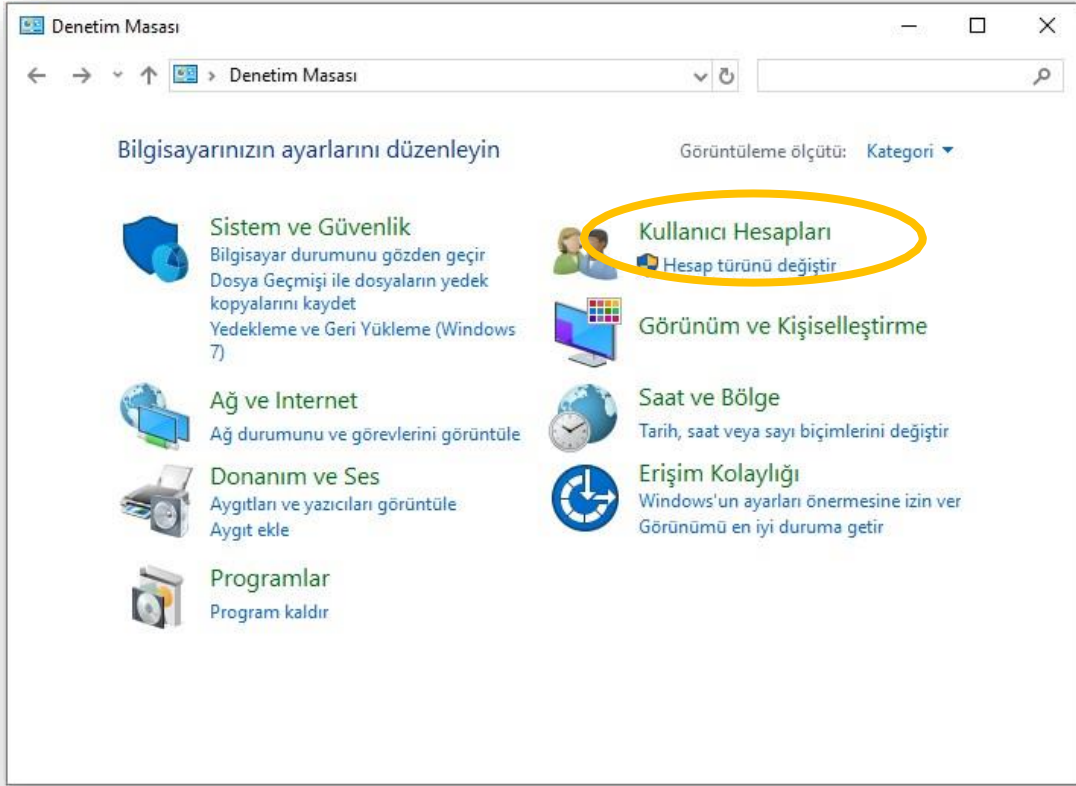 Denetim Masası
Denetim Masası
Bilgisayarınızın ayarlarını düzenleyin
Görüntüleme ölçütü: Kategori
Sistem ve Güvenlik
Bilgisayar durumunu gözden geçir
Dosya Geçmişi ile dosyaların yedek
kopyalarını kaydet
Yedekleme ve Geri Yükleme (Windows
7)
Ağ ve Internet
Ağ durumunu ve görevlerini görüntüle
Donanım ve Ses
Aygıtları ve yazıcıları görüntüle
Aygıt ekle
Programlar
Program kaldır
Kullanıcı Hesapları
Hesap türünü değiştir
Görünüm ve Kişiselleştirme
Saat ve Bölge
Tarih, saat veya sayı biçimlerini değiştir
Erişim Kolaylığı
Windows'un ayarları önermesine izin ver
Görünümü en iyi duruma getir